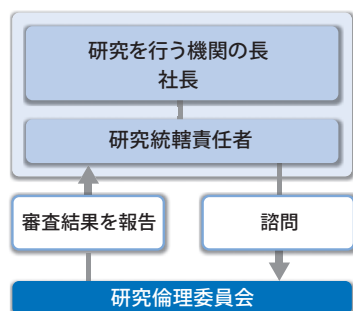 研究を行う機関の長
社長
研究統轄責任者
審査結果を報告
諮問
研究倫理委員会